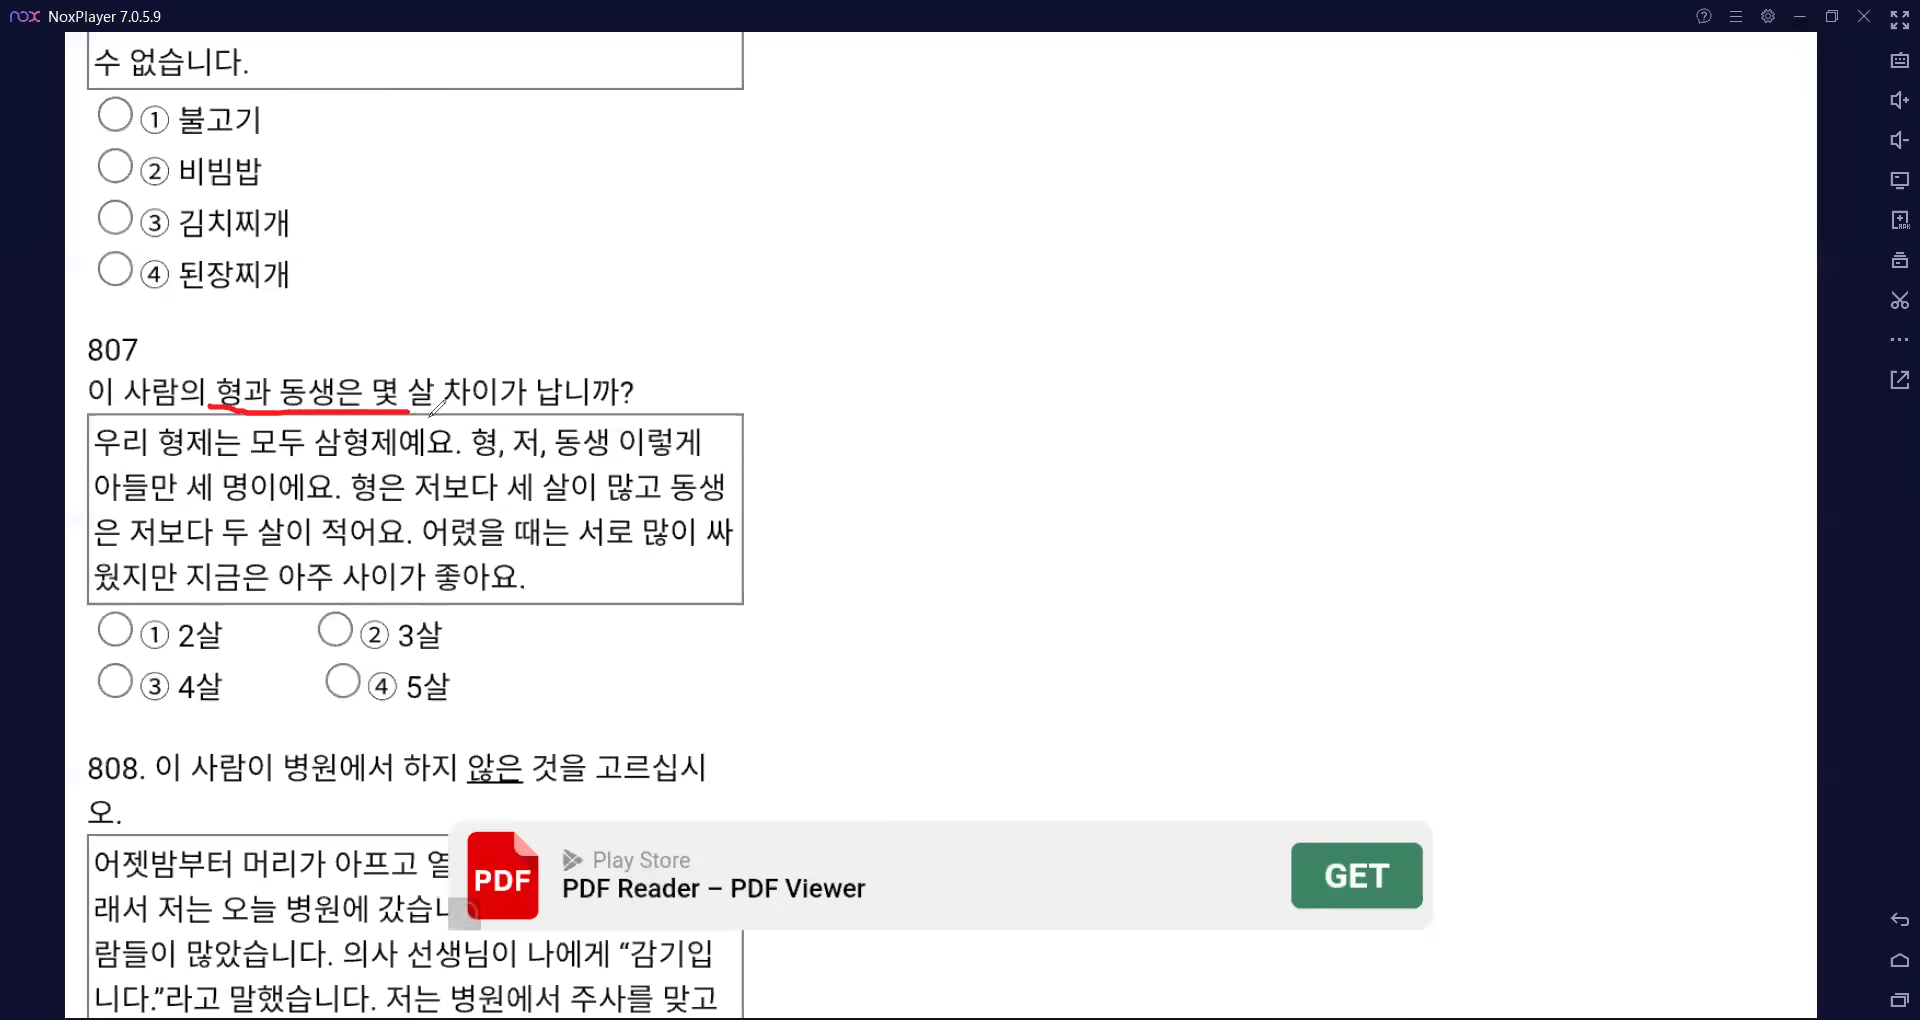 nox NoxPlayer 7.0.5.9
수 없습니다.
① 불고기
② 비빔밥
③ 김치찌개
④ 된장찌개
807
이 사람의 형과 동생은 몇 살 차이가 납니까?
우리 형제는 모두 삼형제예요. 형, 저, 동생 이렇게
아들만 세 명이에요. 형은 저보다 세 살이 많고 동생
은 저보다 두 살이 적어요. 어렸을 때는 서로 많이 싸
웠지만 지금은 아주 사이가 좋아요.
① 2살 ② 3살
③ 4살 ④ 5살
808. 이 사람이 병원에서 하지 않은 것을 고르십시
오.
어젯밤부터 머리가 아프고 열
래서 저는 오늘 병원에 갔습니
람들이 많았습니다. 의사 선생님이 나에게 “감기입
니다.”라고 말했습니다. 저는 병원에서 주사를 맞고
PDF
Play Store
PDF Reader – PDF Viewer
GET